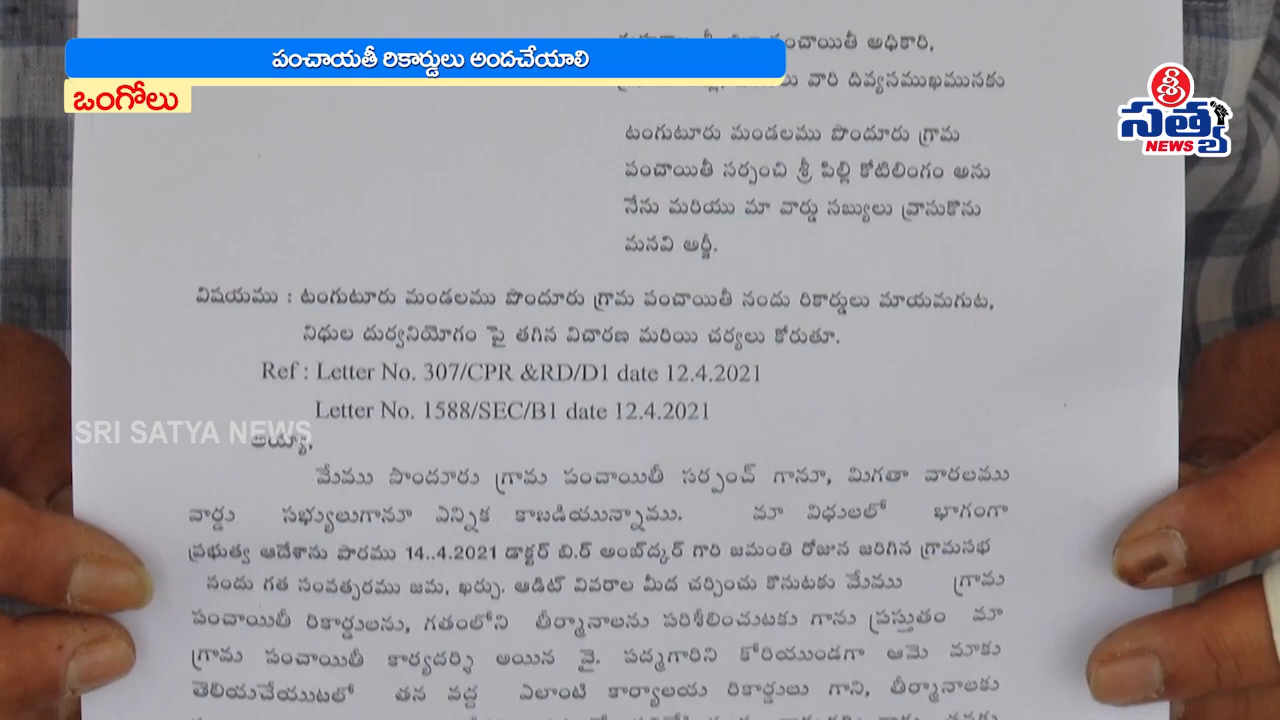 పంచాయతీ రికార్డులు అందచేయాలి
ఒంగోలు
శ్రీ
సత్య
NEWS
పంచాయితీ అధికారి,
వారి దివ్యసముఖమునకు
టంగుటూరు మండలము పొందూరు గ్రామ
పంచాయితీ సర్పంచి శ్రీ పిల్లి కోటిలింగం అను
నేను మరియు మా వార్డు సబ్యులు వ్రాసుకొను
మనవి అర్జీ.
విషయము : టంగుటూరు మండలము పొందూరు గ్రామ పంచాయితీ నందు రికార్డులు మాయమగుట,
నిధుల దుర్వనియోగం పై తగిన విచారణ మరియి చర్యలు కోరుతూ.
Ref : Letter No. 307/CPR &RD/D1 date 12.4.2021
Letter No. 1588/SEC/B1 date 12.4.2021
SRI SATYA NEWS
అయ్యా,
మేము పొందూరు గ్రామ పంచాయితీ సర్పంచ్ గానూ, మిగతా వారలము
వార్డు సభ్యులుగానూ ఎన్నిక కాబడియున్నాము. మా విధులలో భాగంగా
ప్రభుత్వ ఆదేశాను పారము 14..4.2021 డాక్టర్ బి.ర్ అంబ్‌ద్కర్ గారి జమంతి రోజున జరిగిన గ్రామసభ
నందు గత సంవత్సరము జమ, ఖర్చు. ఆడిట్ వివరాల మీద చర్పించు కొనుటకు మేము గ్రామ
పంచాయితీ రికార్డులను, గతంలోని తీర్మానాలను పరిశీలించుటకు గాను ప్రస్తుతం మా
గ్రామ పంచాయితీ కార్యదర్శి అయిన వై. పద్మగారిని కోరియుండగా ఆమె మాకు
తెలియచేయుటలో తన వద్ద ఎలాంటి కార్యాలయ రికార్డులు గాని, తీర్మానాలకు